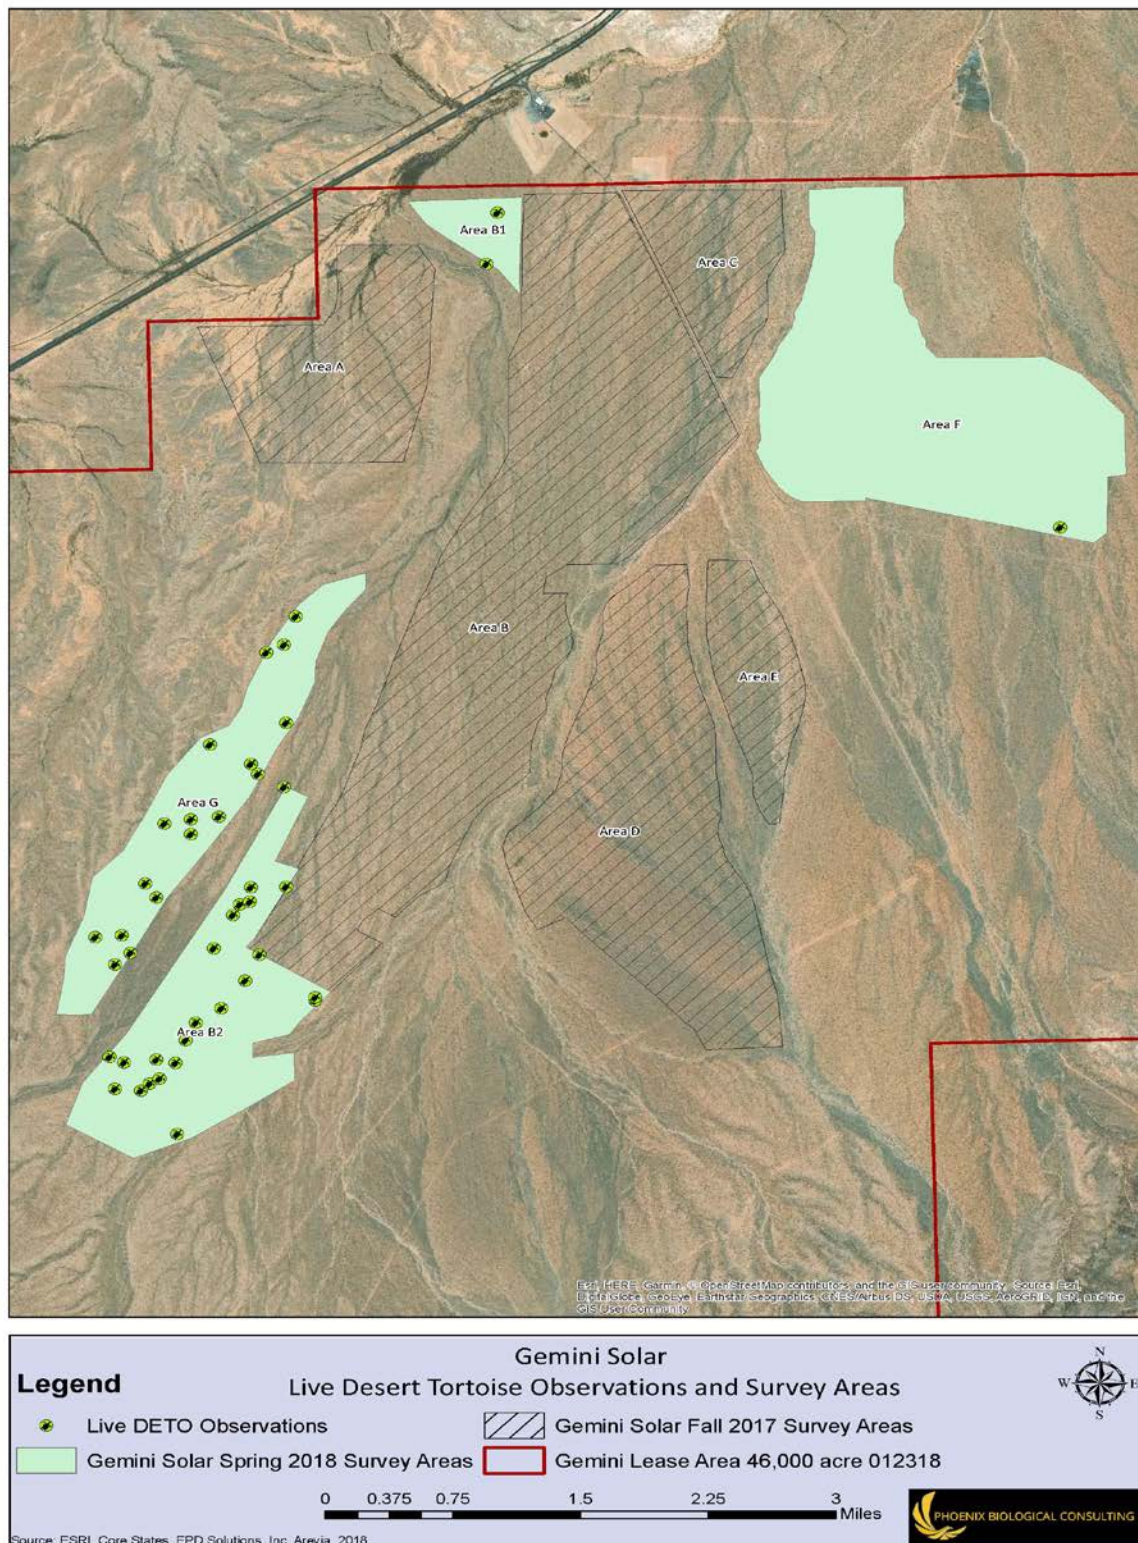 Area B1
Area C
Area A
Area F
Area B
Area E
Area G
Area D
Area B2
Esri, HERE, Garmin, © OpenStreetMap contributors, and the GIS user community, Source: Esri,
DigitalGlobe, GeoEye, Earthstar Geographics, CNES/Airbus DS, USDA, USGS, AeroGRID, IGN, and the
GIS User Community
Gemini Solar
Legend
Live Desert Tortoise Observations and Survey Areas
N
W E
S
Live DETO Observations
Gemini Solar Fall 2017 Survey Areas
Gemini Solar Spring 2018 Survey Areas
Gemini Lease Area 46,000 acre 012318
0 0.375 0.75 1.5 2.25 3
Miles
PHOENIX BIOLOGICAL CONSULTING
Source: ESRI, Core States, EPD Solutions, Inc, Arevia, 2018